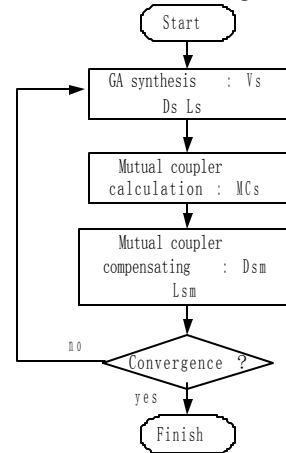 Start
GA synthesis : Vs
Ds Ls
Mutual coupler
calculation : MCs
Mutual coupler
compensating : Dsm
Lsm
no
Convergence ?
yes
Finish